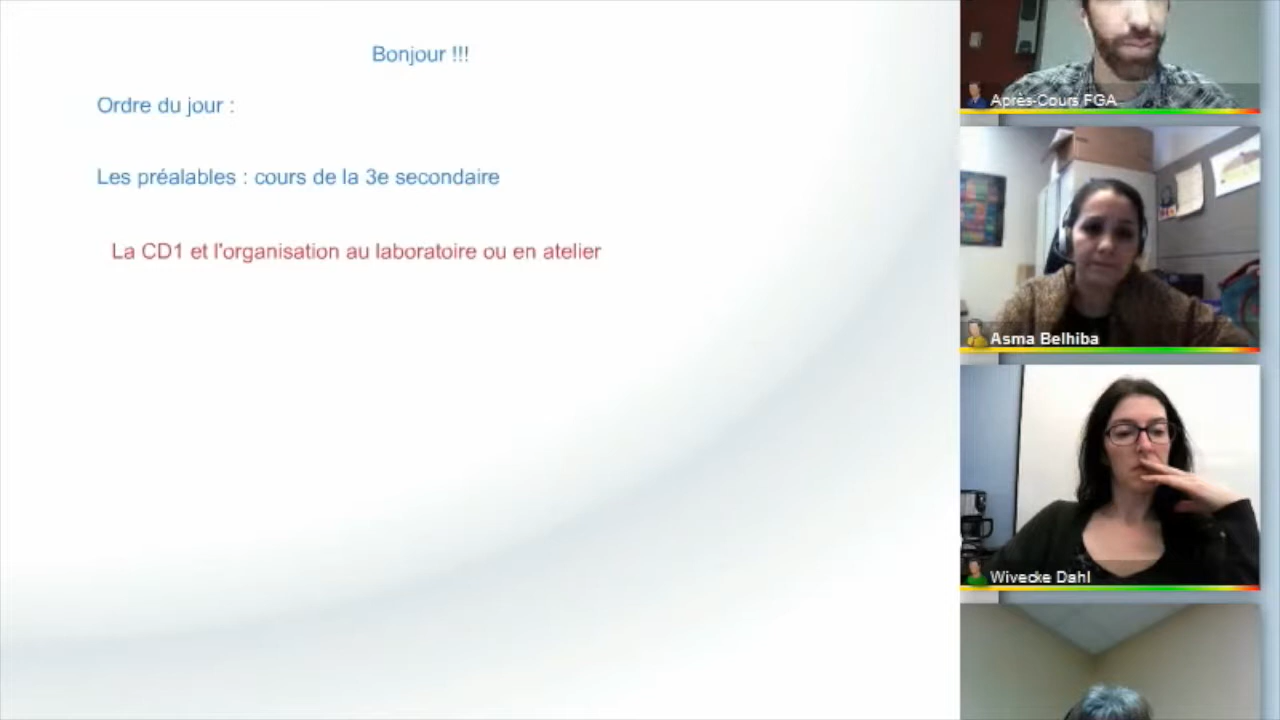 Bonjour !!!
Ordre du jour :
Les préalables : cours de la 3e secondaire
La CD1 et l'organisation au laboratoire ou en atelier
Après-Cours FGA
Asma Belhiba
Wivecke Dahl